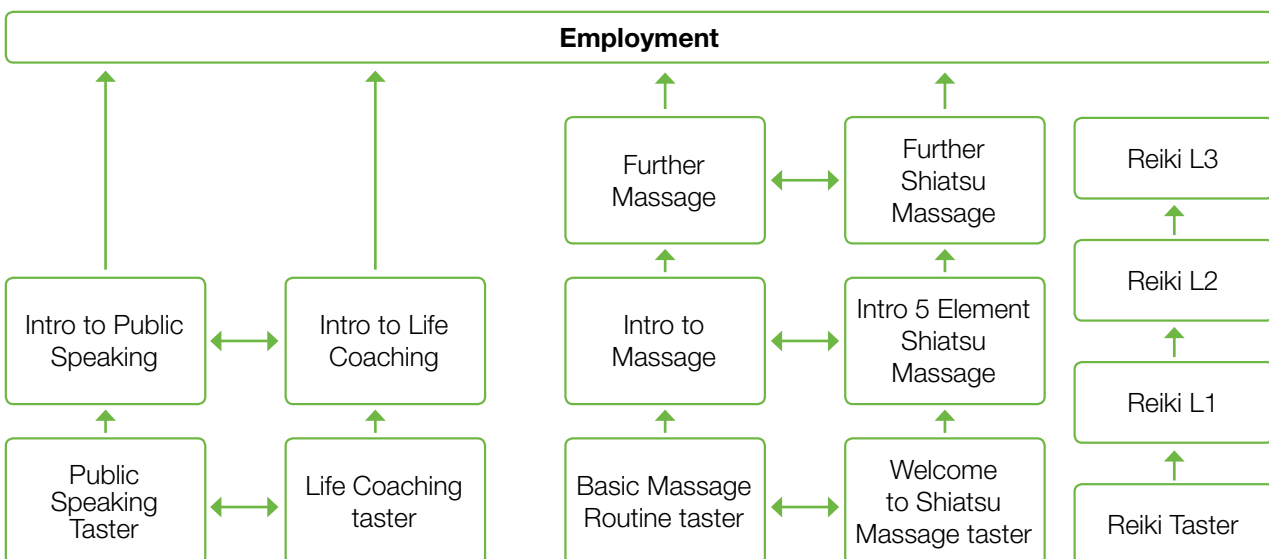 Employment
Further
Massage
Further
Shiatsu
Massage
Reiki L3
Reiki L2
Intro to Public
Speaking
Intro to Life
Coaching
Intro to
Massage
Intro 5 Element
Shiatsu
Massage
Reiki L1
Public
Speaking
Taster
Life Coaching
taster
Basic Massage
Routine taster
Welcome
to Shiatsu
Massage taster
Reiki Taster